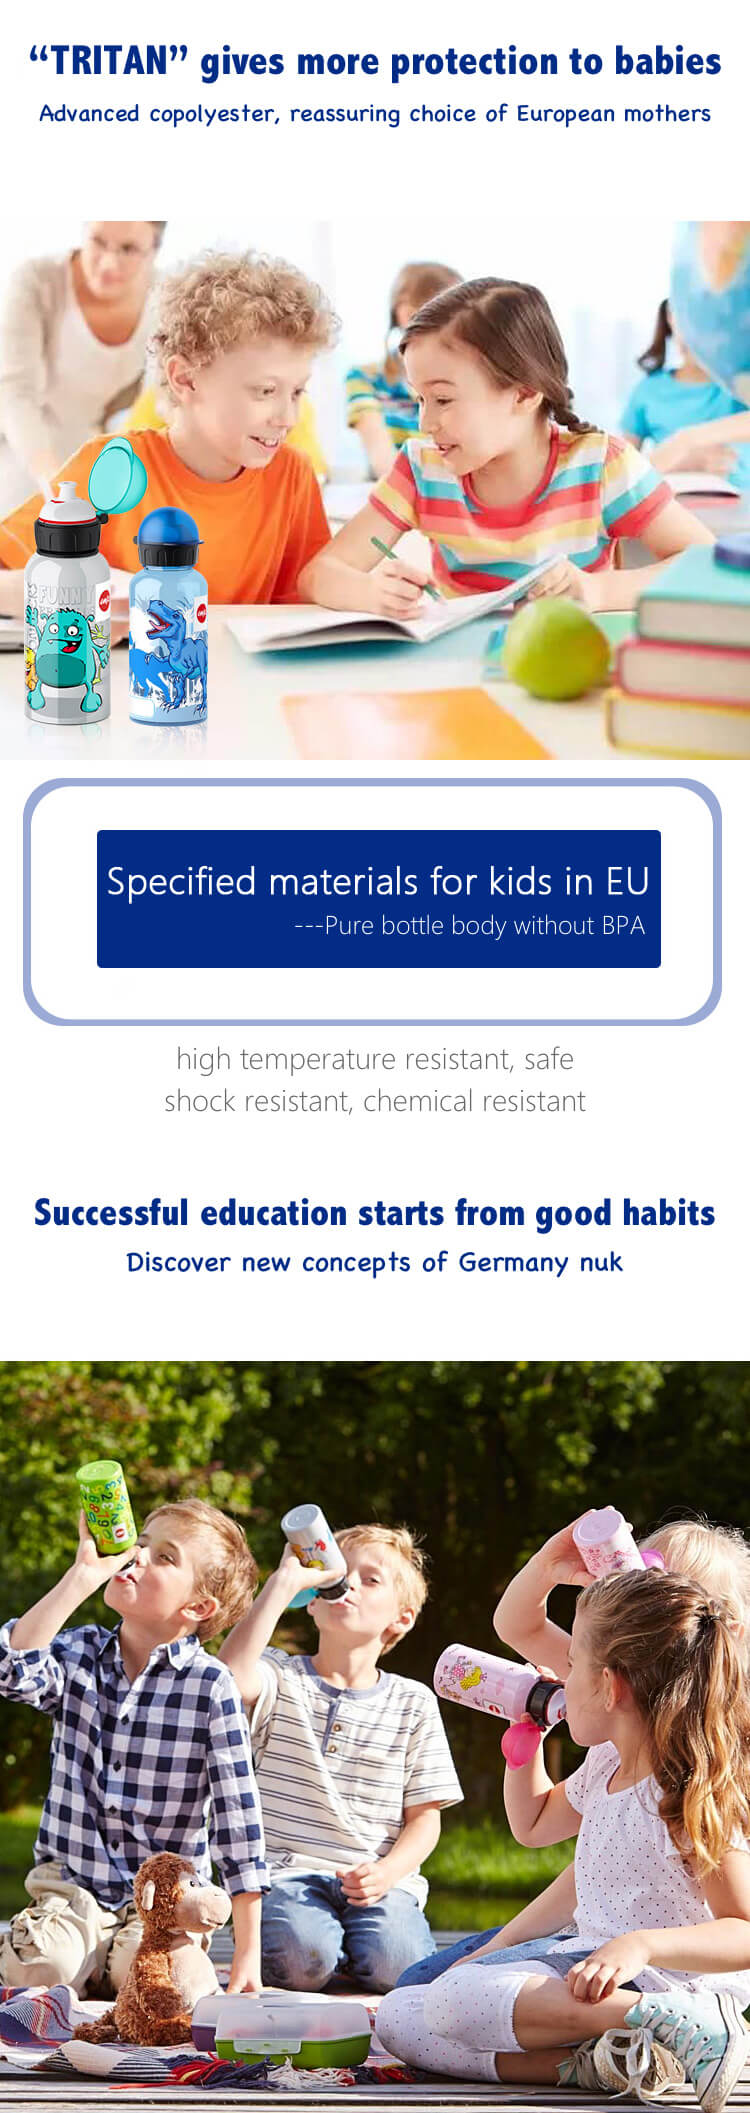 “TRITAN” gives more protection to babies
Advanced copolyester, reassuring choice of European mothers
FUNNY
Specified materials for kids in EU
---Pure bottle body without BPA
high temperature resistant, safe
shock resistant, chemical resistant
Successful education starts from good habits
Discover new concepts of Germany nuk